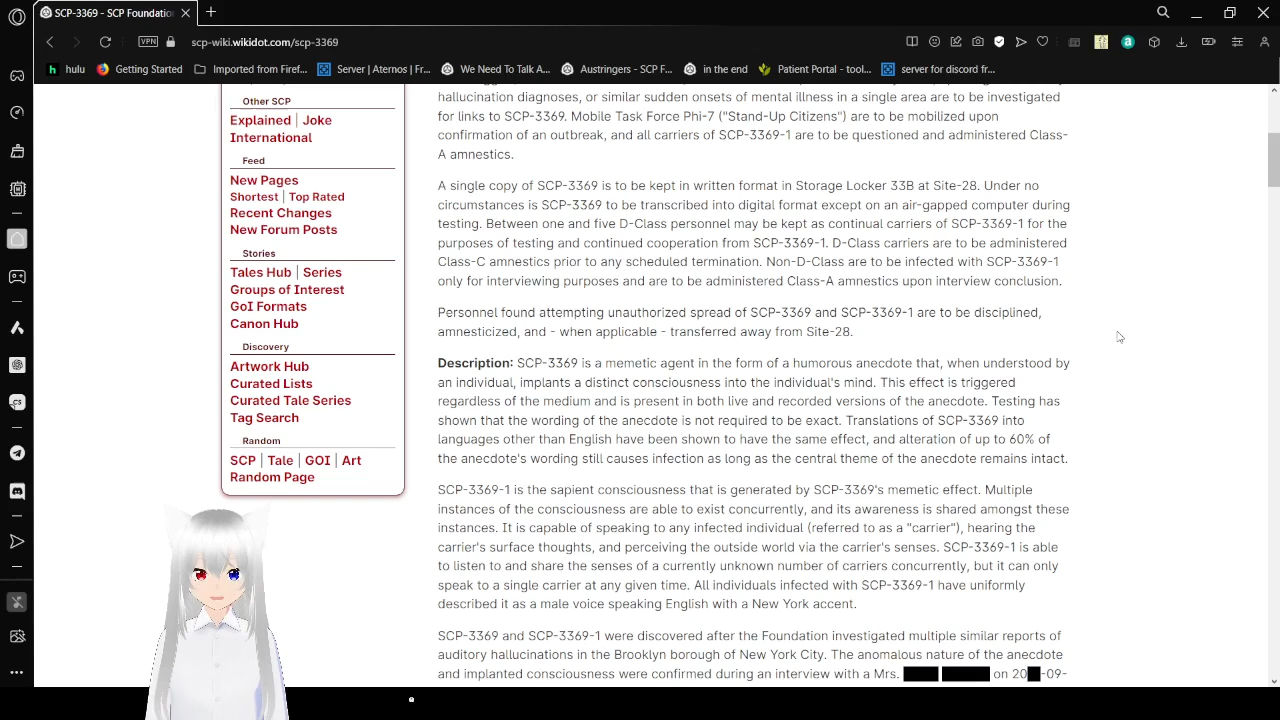 SCP-3369 - SCP Foundatio
scp-wiki.wikidot.com/scp-3369
VPN
hulu
Getting Started
Imported from Firef...
Server | Aternos | Fr...
We Need To Talk A...
Austringers - SCP F...
in the end
Patient Portal - tool...
server for discord fr...
Other SCP
Explained | Joke
International
Feed
New Pages
Shortest | Top Rated
Recent Changes
New Forum Posts
Stories
Tales Hub | Series
Groups of Interest
GoI Formats
Canon Hub
Discovery
Artwork Hub
Curated Lists
Curated Tale Series
Tag Search
Random
SCP | Tale | GOI | Art
Random Page
hallucination diagnoses, or similar sudden onsets of mental illness in a single area are to be investigated
for links to SCP-3369. Mobile Task Force Phi-7 ("Stand-Up Citizens") are to be mobilized upon
confirmation of an outbreak, and all carriers of SCP-3369-1 are to be questioned and administered Class-
A amnestics.
A single copy of SCP-3369 is to be kept in written format in Storage Locker 33B at Site-28. Under no
circumstances is SCP-3369 to be transcribed into digital format except on an air-gapped computer during
testing. Between one and five D-Class personnel may be kept as continual carriers of SCP-3369-1 for the
purposes of testing and continued cooperation from SCP-3369-1. D-Class carriers are to be administered
Class-C amnestics prior to any scheduled termination. Non-D-Class are to be infected with SCP-3369-1
only for interviewing purposes and are to be administered Class-A amnestics upon interview conclusion.
Personnel found attempting unauthorized spread of SCP-3369 and SCP-3369-1 are to be disciplined,
amnesticized, and - when applicable - transferred away from Site-28.
Description: SCP-3369 is a memetic agent in the form of a humorous anecdote that, when understood by
an individual, implants a distinct consciousness into the individual's mind. This effect is triggered
regardless of the medium and is present in both live and recorded versions of the anecdote. Testing has
shown that the wording of the anecdote is not required to be exact. Translations of SCP-3369 into
languages other than English have been shown to have the same effect, and alteration of up to 60% of
the anecdote's wording still causes infection as long as the central theme of the anecdote remains intact.
SCP-3369-1 is the sapient consciousness that is generated by SCP-3369's memetic effect. Multiple
instances of the consciousness are able to exist concurrently, and its awareness is shared amongst these
instances. It is capable of speaking to any infected individual (referred to as a "carrier"), hearing the
carrier's surface thoughts, and perceiving the outside world via the carrier's senses. SCP-3369-1 is able
to listen to and share the senses of a currently unknown number of carriers concurrently, but it can only
speak to a single carrier at any given time. All individuals infected with SCP-3369-1 have uniformly
described it as a male voice speaking English with a New York accent.
SCP-3369 and SCP-3369-1 were discovered after the Foundation investigated multiple similar reports of
auditory hallucinations in the Brooklyn borough of New York City. The anomalous nature of the anecdote
and implanted consciousness were confirmed during an interview with a Mrs. ████ █████ on 20██-09-